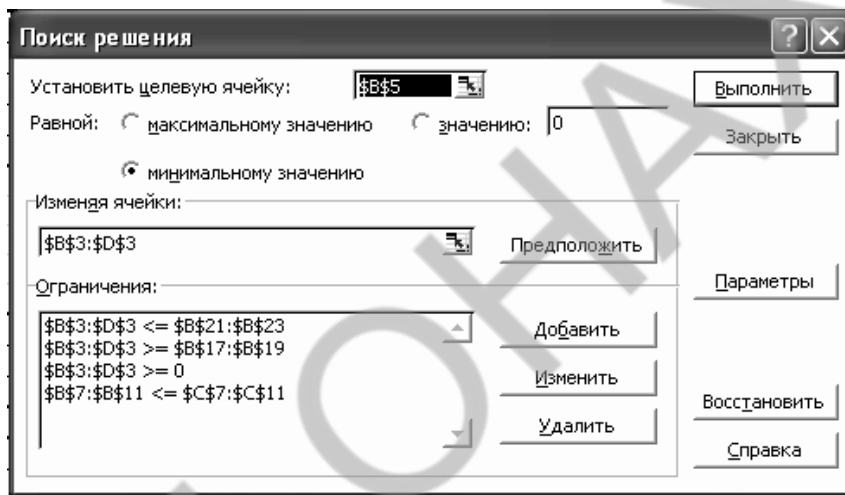 Поиск решения
Установить целевую ячейку: $B$5
Равной: максимальному значению значению: 0
минимальному значению
Изменяя ячейки:
$B$3:$D$3
Предположить
Ограничения:
$B$3:$D$3 <= $B$21:$B$23
$B$3:$D$3 >= $B$17:$B$19
$B$3:$D$3 >= 0
$B$7:$B$11 <= $C$7:$C$11
Добавить
Изменить
Удалить
Выполнить
Закрыть
Параметры
Восстановить
Справка
ОНА